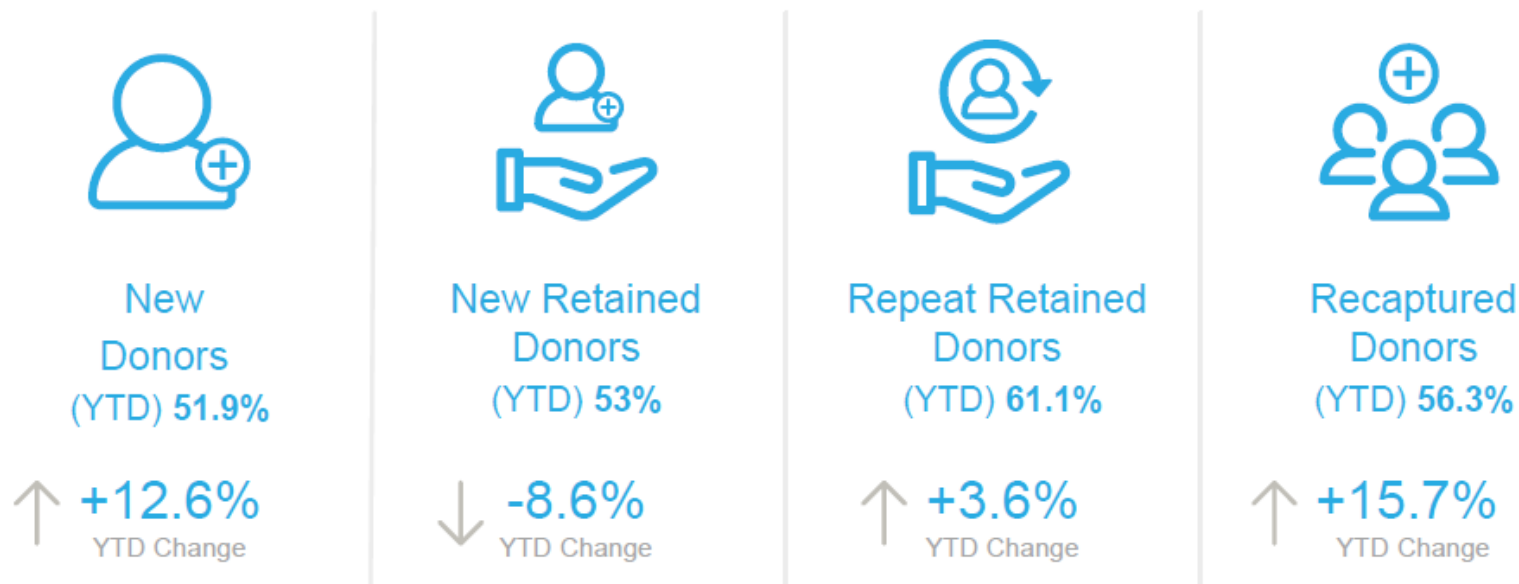 New
Donors
(YTD) 51.9%
+12.6%
YTD Change
New Retained
Donors
(YTD) 53%
-8.6%
YTD Change
Repeat Retained
Donors
(YTD) 61.1%
+3.6%
YTD Change
Recaptured
Donors
(YTD) 56.3%
+15.7%
YTD Change